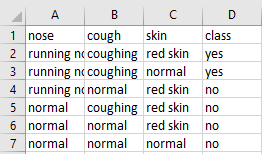 A B C D
1 nose cough skin class
2 running no coughing red skin yes
3 running no coughing normal yes
4 running no normal red skin no
5 normal coughing red skin no
6 normal normal red skin no
7 normal normal normal no